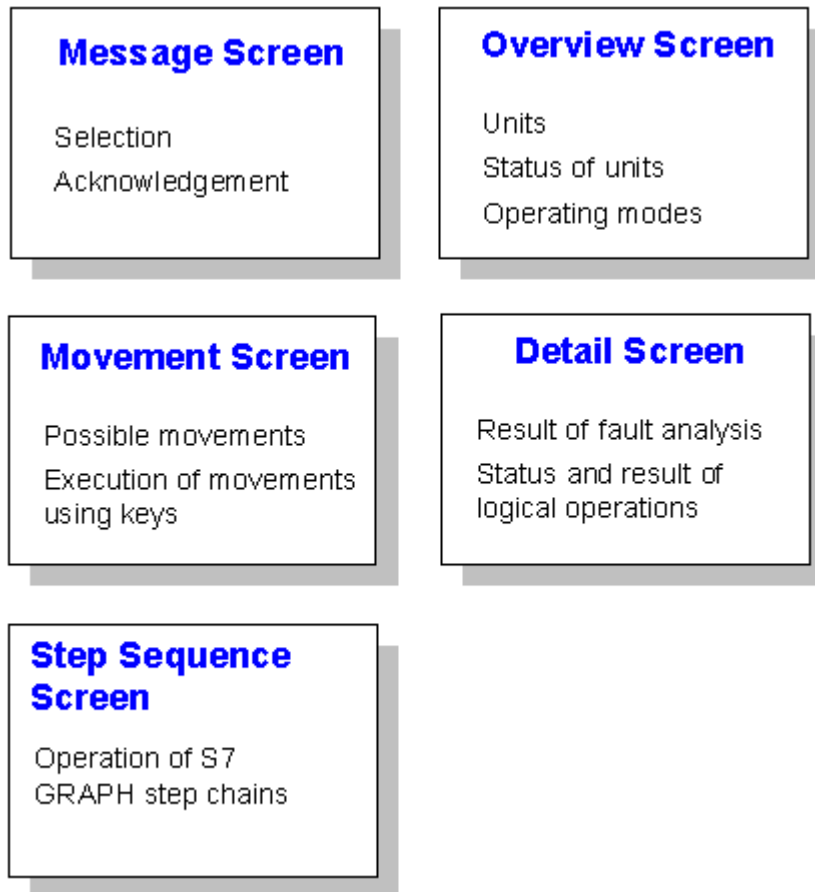 Message Screen
Selection
Acknowledgement
Overview Screen
Units
Status of units
Operating modes
Movement Screen
Possible movements
Execution of movements
using keys
Detail Screen
Result of fault analysis
Status and result of
logical operations
Step Sequence
Screen
Operation of S7
GRAPH step chains